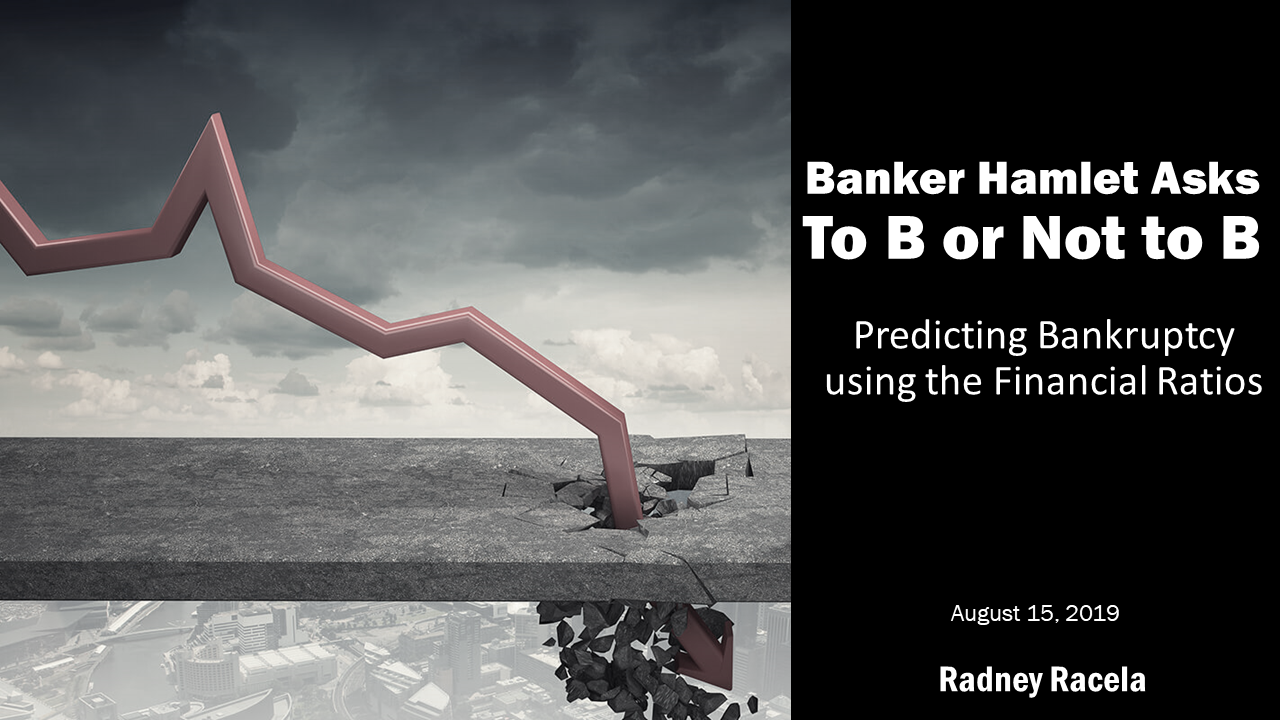 Banker Hamlet Asks
To B or Not to B
Predicting Bankruptcy
using the Financial Ratios
August 15, 2019
Radney Racela